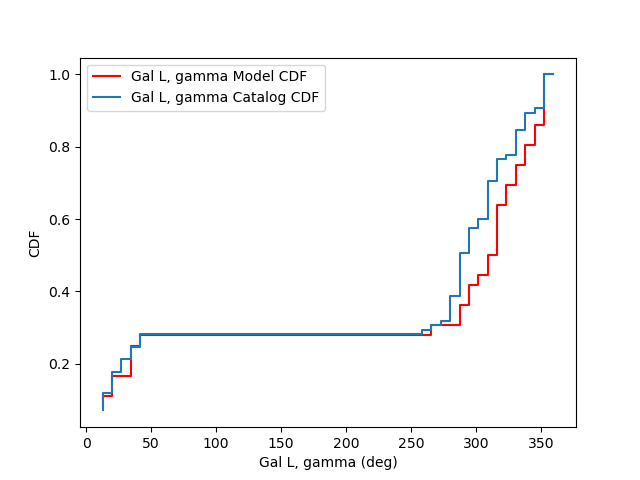 Gal L, gamma Model CDF
Gal L, gamma Catalog CDF
1.0
0.8
0.6
0.4
0.2
CDF
0 50 100 150 200 250 300 350
Gal L, gamma (deg)